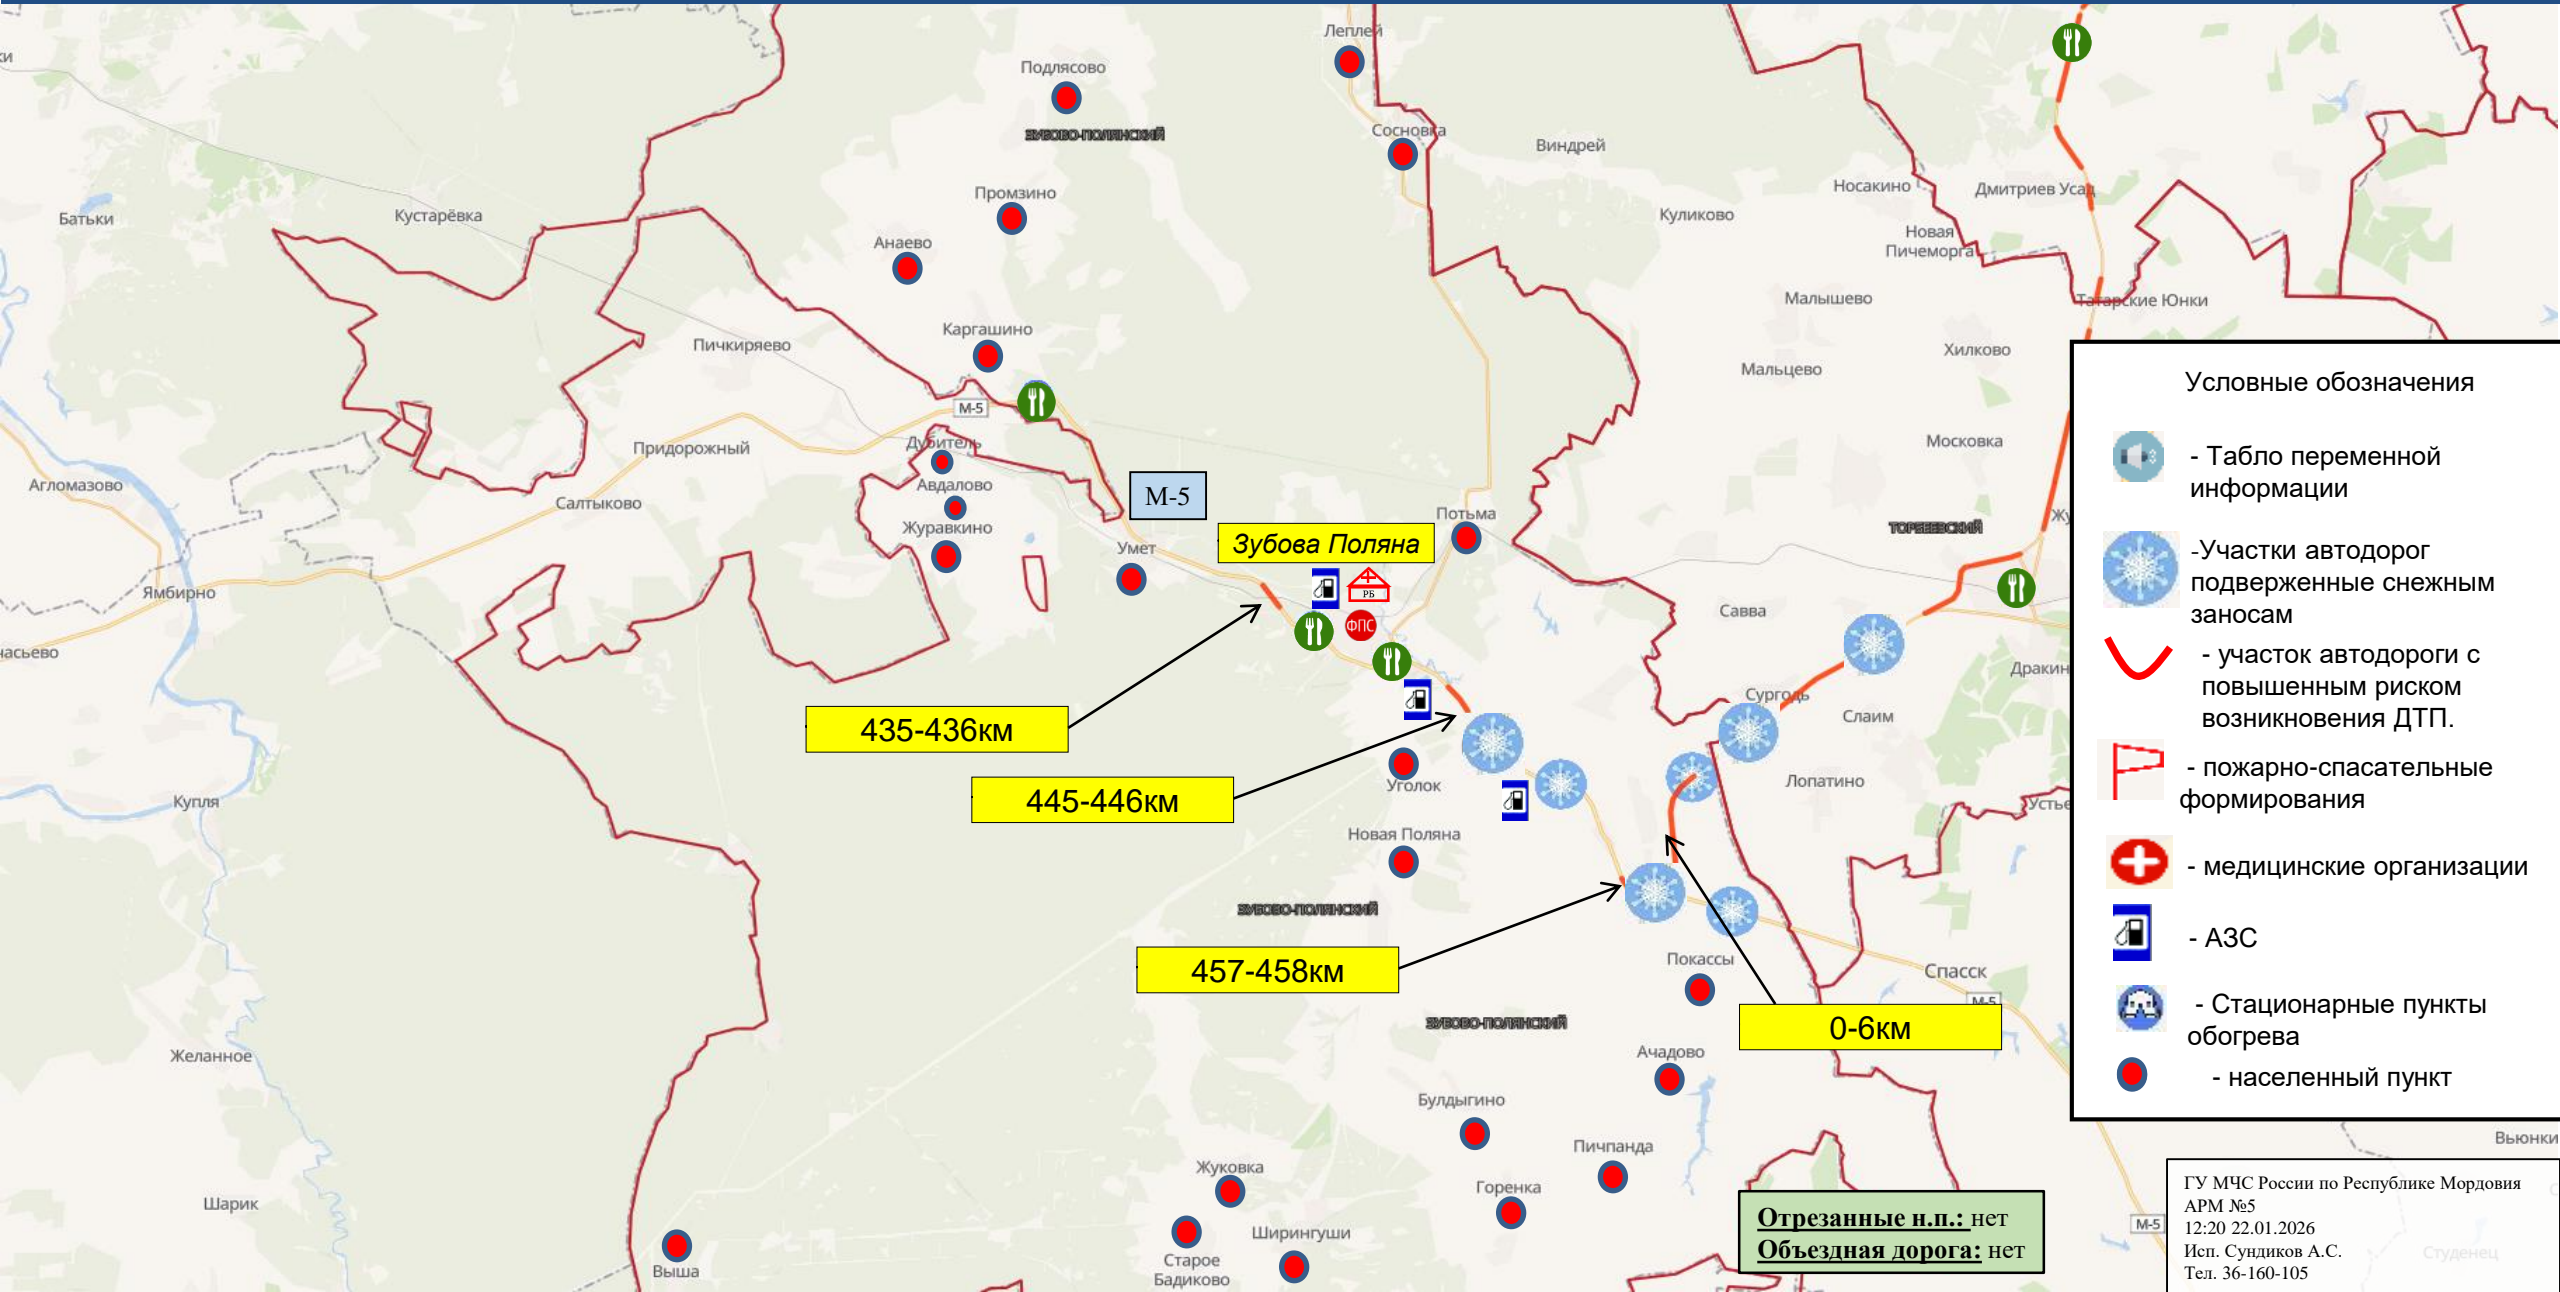 Леплей
Подлясово
ЗУБОВО-ПОЛЯНСКИЙ
Сосновка
Виндрей
Промзино
Носакино
Дмитриев Усад
Батьки
Кустарёвка
Куликово
Анаево
Новая
Пичеморга
Малышево
Татарские Юнки
Каргашино
Пичкиряево
Хилково
Мальцево
М-5
Дубитель
Придорожный
Московка
Агломазово
Авдалово
Салтыково
М-5
Потьма
Журавкино
Умет
Зубова Поляна
ТОРБЕЕВСКИЙ
Ямбирно
РБ
ФПС
Савва
Дракин
Сургодь
Слаим
435-436км
445-446км
Уголок
Лопатино
Купля
Устье
Новая Поляна
ЗУБОВО-ПОЛЯНСКИЙ
457-458км
Покассы
Спасск
М-5
ЗУБОВО-ПОЛЯНСКИЙ
0-6км
Желанное
Ачадово
Булдыгино
Пичпанда
Жуковка
Горенка
Шарик
Ширингуши
Старое
Бадиково
Выша
Вьюнки
М-5
Студенец
Условные обозначения
- Табло переменной
информации
-Участки автодорог
подверженные снежным
заносам
- участок автодороги с
повышенным риском
возникновения ДТП.
- пожарно-спасательные
формирования
- медицинские организации
- АЗС
- Стационарные пункты
обогрева
- населенный пункт
Отрезанные н.п.: нет
Объездная дорога: нет
ГУ МЧС России по Республике Мордовия
АРМ №5
12:20 22.01.2026
Исп. Сундиков А.С.
Тел. 36-160-105